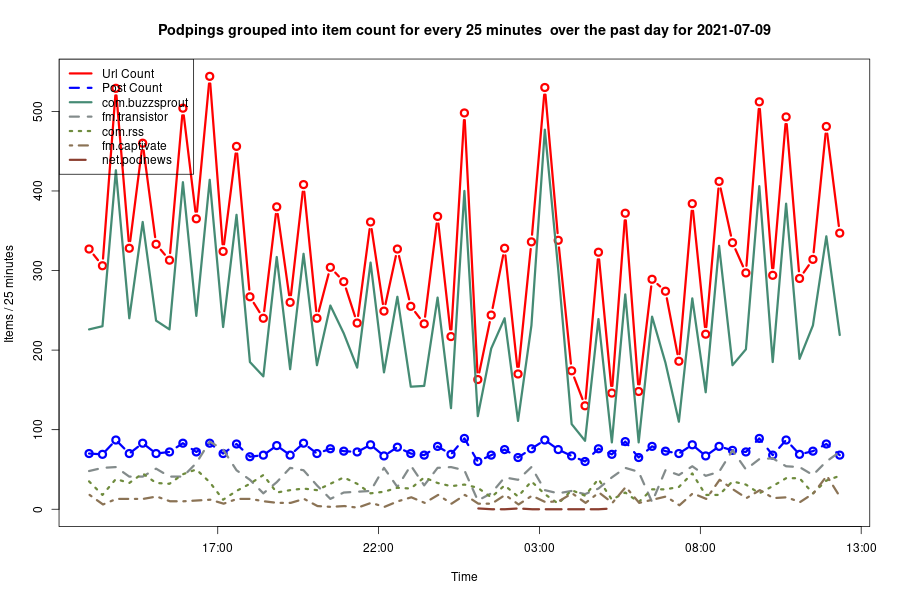 Podpings grouped into item count for every 25 minutes  over the past day for 2021-07-09
Url Count
Post Count
com.buzzsprout
fm.transistor
com.rss
fm.captivate
net.podnews
Items / 25 minutes
500
400
300
200
100
0
17:00 22:00 03:00 08:00 13:00
Time